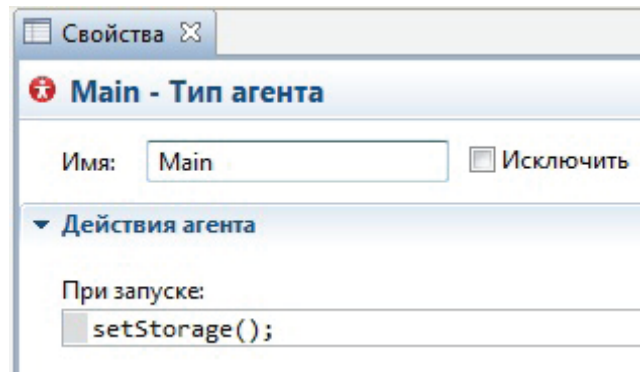 Свойства
Main - Тип агента
Имя: Main Исключить
Действия агента
При запуске:
setStorage();